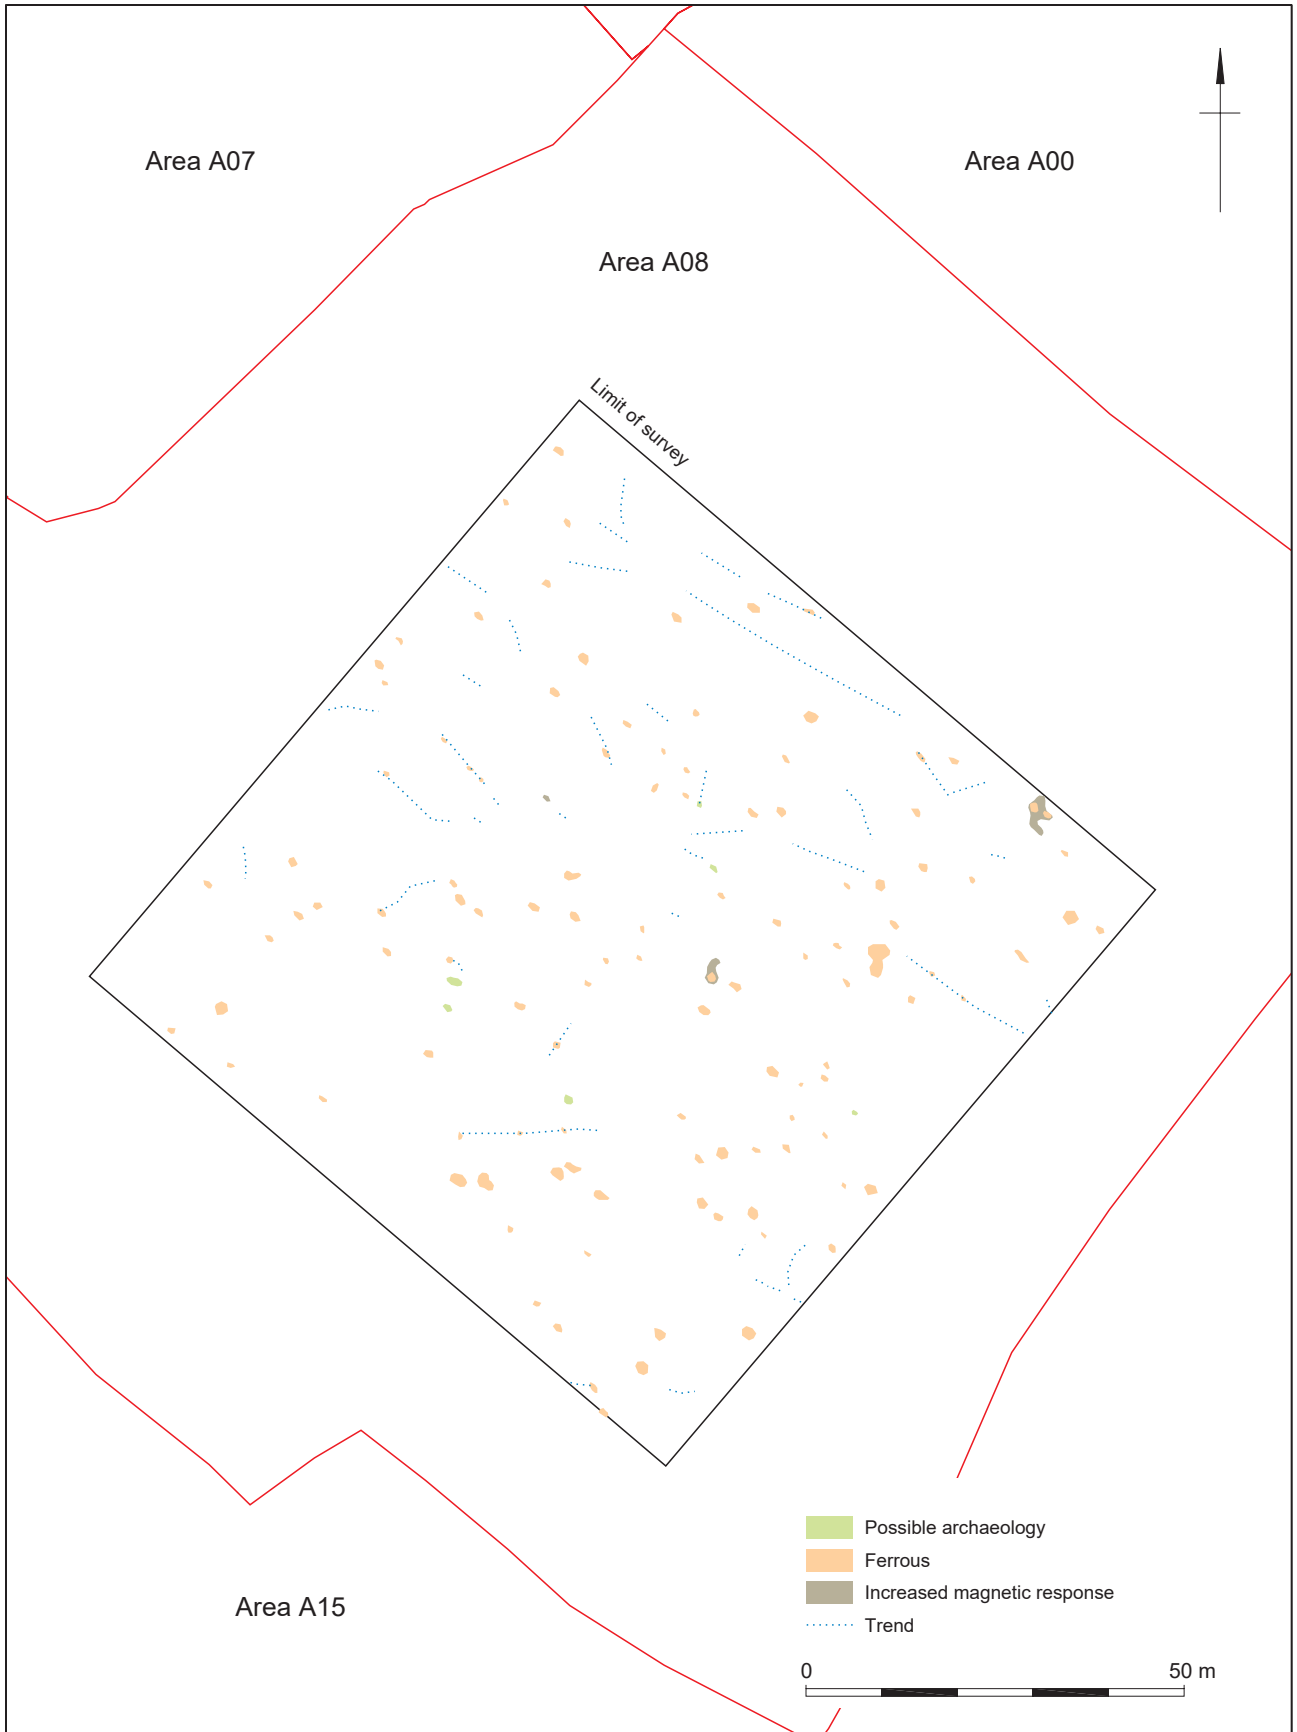 Area A07
Area A00
Area A08
Limit of survey
Possible archaeology
Ferrous
Increased magnetic response
Trend
Area A15
0 50 m